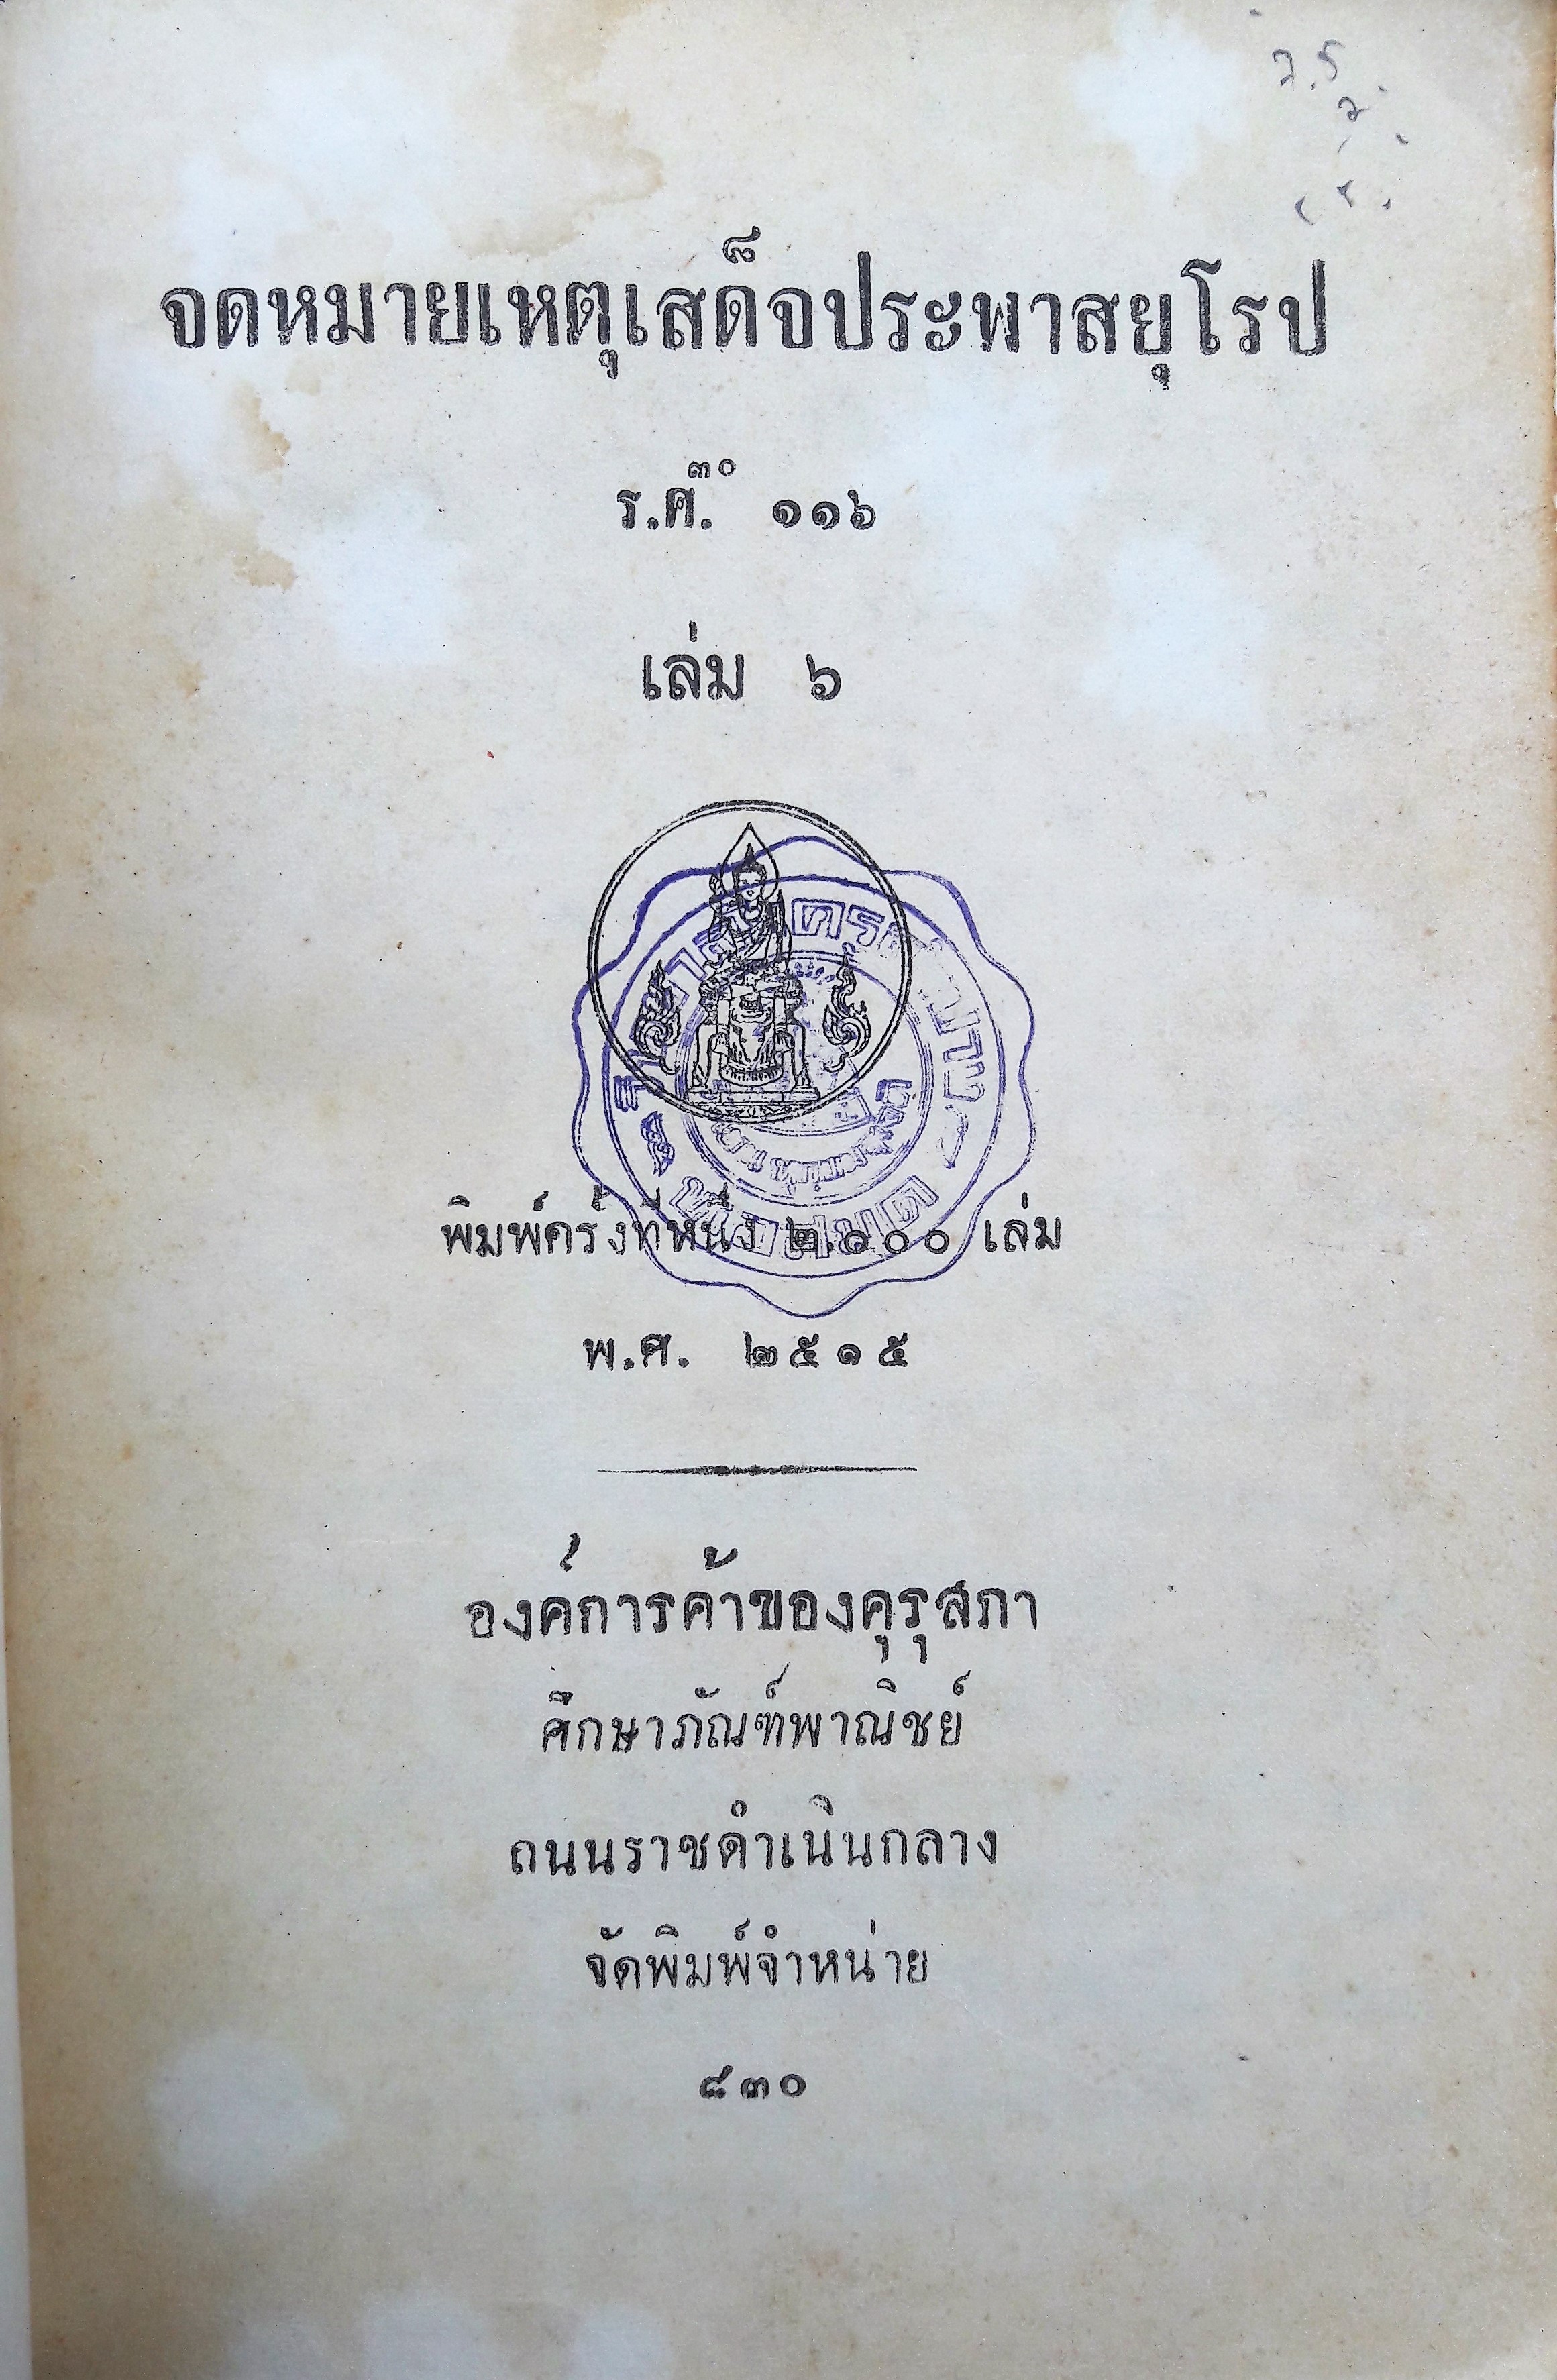 จดหมายเหตุเสด็จประพาสยุโรป
ร.ศ. ๓๐ ๑๑๖
เล่ม ๖
พิมพ์ครั้งที่หนึ่ง ๒,๑๐๐ เล่ม
พ.ศ. ๒๕๑๕
องค์การค้าของคุรุสภา
ศึกษาภัณฑ์พาณิชย์
ถนนราชดำเนินกลาง
จัดพิมพ์จำหน่าย
๘๓๐